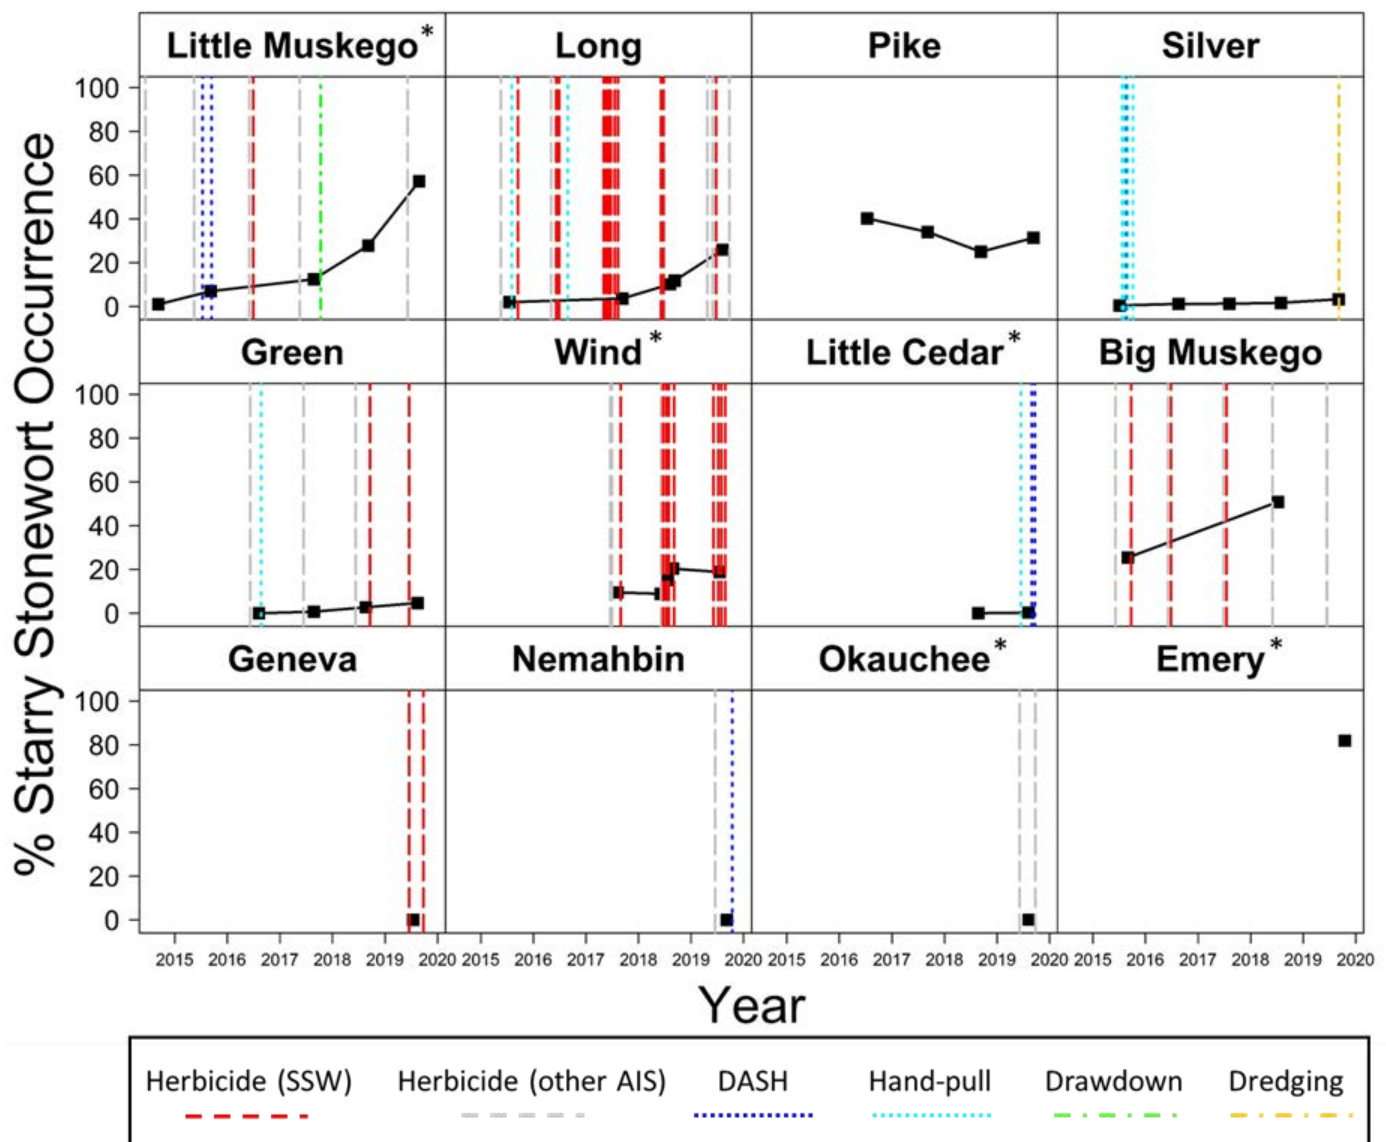 Little Muskego* Long Pike Silver
100
80
60
40
20
0
Green Wind * Little Cedar* Big Muskego
100
80
60
40
20
0
Geneva Nemahbin Okauchee* Emery*
100
80
60
40
20
0
% Starry Stonewort Occurrence
2015 2016 2017 2018 2019 2020 2015 2016 2017 2018 2019 2020 2015 2016 2017 2018 2019 2020 2015 2016 2017 2018 2019 2020
Year
Herbicide (SSW) Herbicide (other AIS) DASH Hand-pull Drawdown Dredging